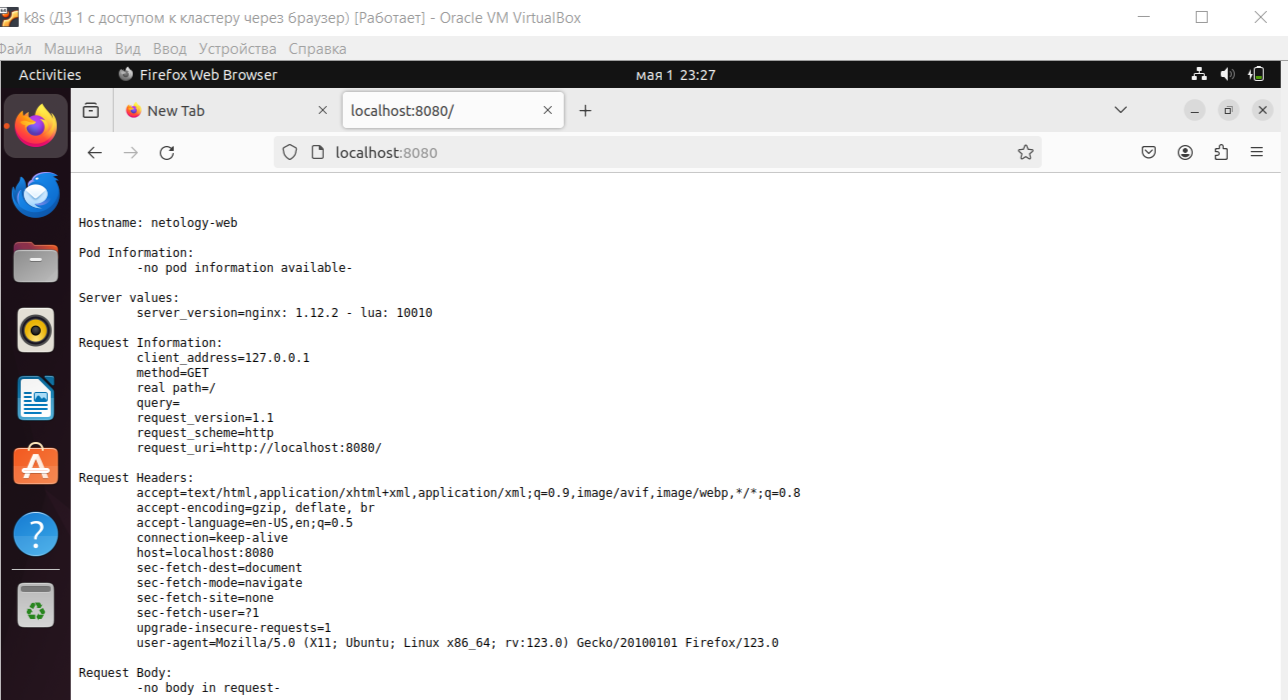 k8s (ДЗ 1 с доступом к кластеру через браузер) [Работает] - Oracle VM VirtualBox
Файл Машина Вид Ввод Устройства Справка
Activities Firefox Web Browser мая 1 23:27
New Tab localhost:8080/
localhost:8080
Hostname: netology-web
Pod Information:
-no pod information available-
Server values:
server_version=nginx: 1.12.2 - lua: 10010
Request Information:
client_address=127.0.0.1
method=GET
real path=/
query=
request_version=1.1
request_scheme=http
request_uri=http://localhost:8080/
Request Headers:
accept=text/html,application/xhtml+xml,application/xml;q=0.9,image/avif,image/webp,*/*;q=0.8
accept-encoding=gzip, deflate, br
accept-language=en-US,en;q=0.5
connection=keep-alive
host=localhost:8080
sec-fetch-dest=document
sec-fetch-mode=navigate
sec-fetch-site=none
sec-fetch-user=?1
upgrade-insecure-requests=1
user-agent=Mozilla/5.0 (X11; Ubuntu; Linux x86_64; rv:123.0) Gecko/20100101 Firefox/123.0
Request Body:
-no body in request-